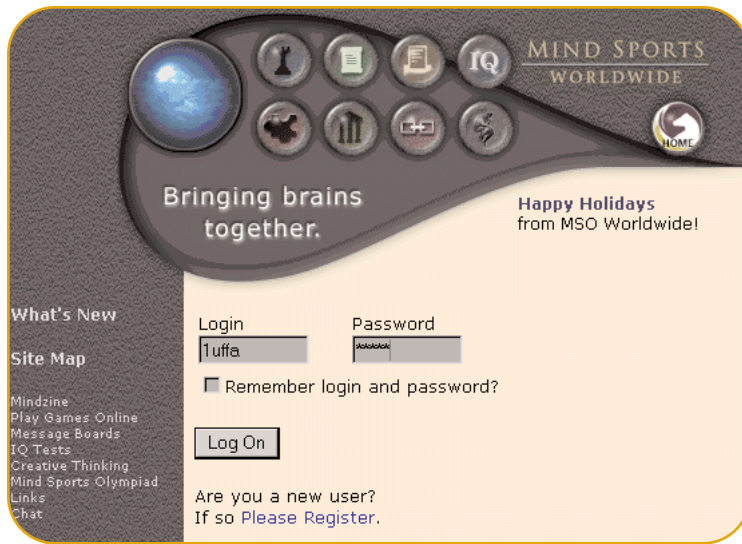 IQ
MIND SPORTS
WORLDWIDE
HOME
Bringing brains
together.
Happy Holidays
from MSO Worldwide!
What's New
Site Map
Mindzine
Play Games Online
Message Boards
IQ Tests
Creative Thinking
Mind Sports Olympiad
Links
Chat
Login Password
1uffa *****
Remember login and password?
Log On
Are you a new user?
If so Please Register.